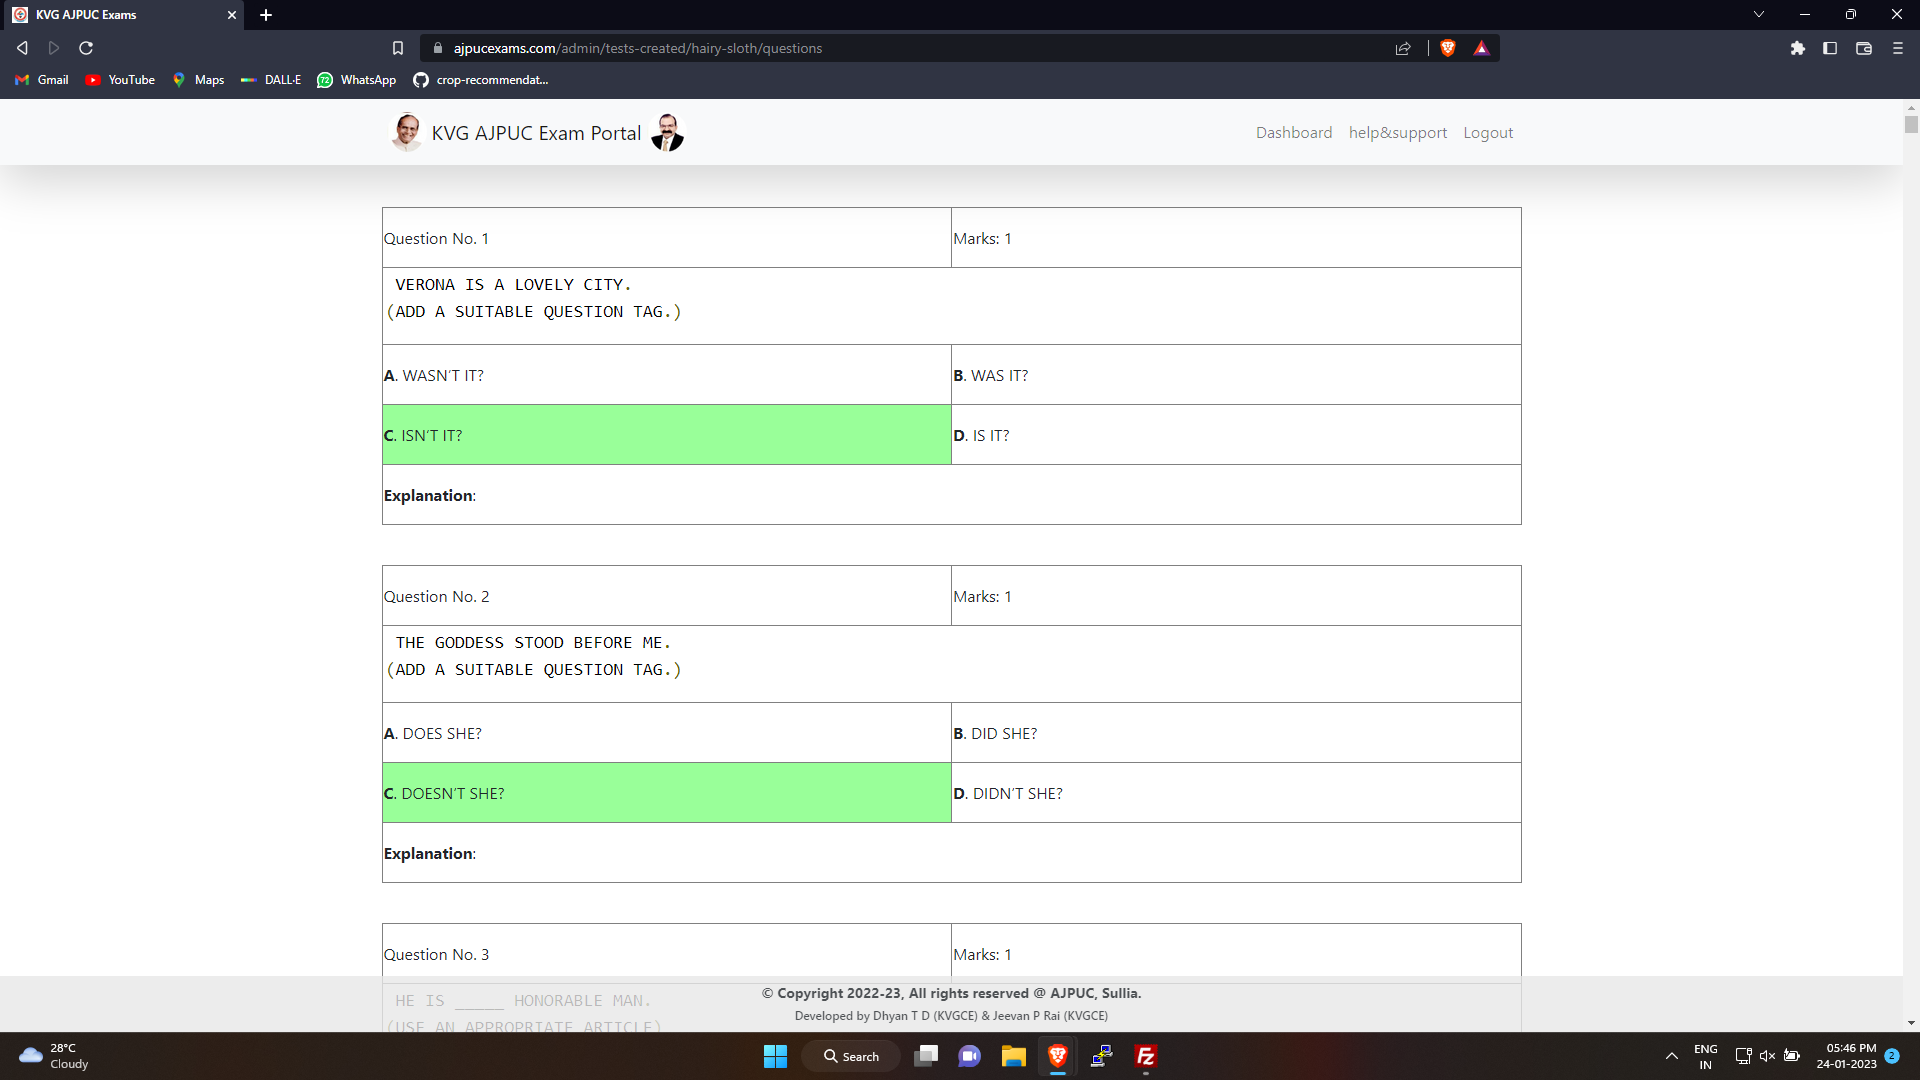 KVG AJPUC Exams
ajpucexams.com/admin/tests-created/hairy-sloth/questions
Gmail YouTube Maps DALL·E 72 WhatsApp crop-recommendat...
KVG AJPUC Exam Portal
Dashboard help&support Logout
Question No. 1 Marks: 1
VERONA IS A LOVELY CITY.
(ADD A SUITABLE QUESTION TAG.)
A. WASN'T IT? B. WAS IT?
C. ISN'T IT? D. IS IT?
Explanation:
Question No. 2 Marks: 1
THE GODDESS STOOD BEFORE ME.
(ADD A SUITABLE QUESTION TAG.)
A. DOES SHE? B. DID SHE?
C. DOESN'T SHE? D. DIDN'T SHE?
Explanation:
Question No. 3 Marks: 1
HE IS _____ HONORABLE MAN.
(USE AN APPROPRIATE ARTICLE)
© Copyright 2022-23, All rights reserved @ AJPUC, Sullia.
Developed by Dhyan T D (KVGCE) & Jeevan P Rai (KVGCE)
28°C
Cloudy
Search
Fz
ENG
IN
05:46 PM
24-01-2023
2